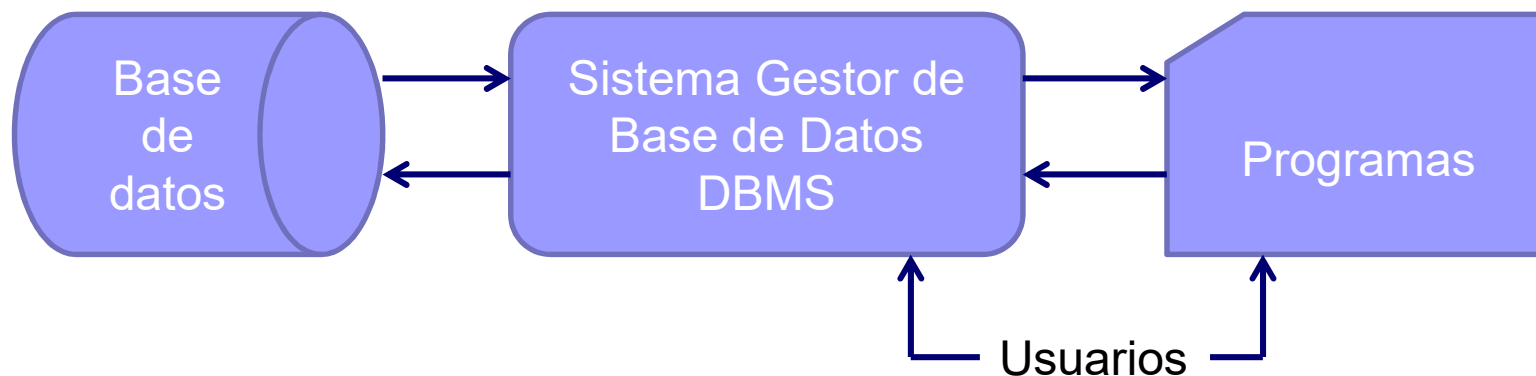 Base
de
datos
Sistema Gestor de
Base de Datos
DBMS
Programas
Usuarios